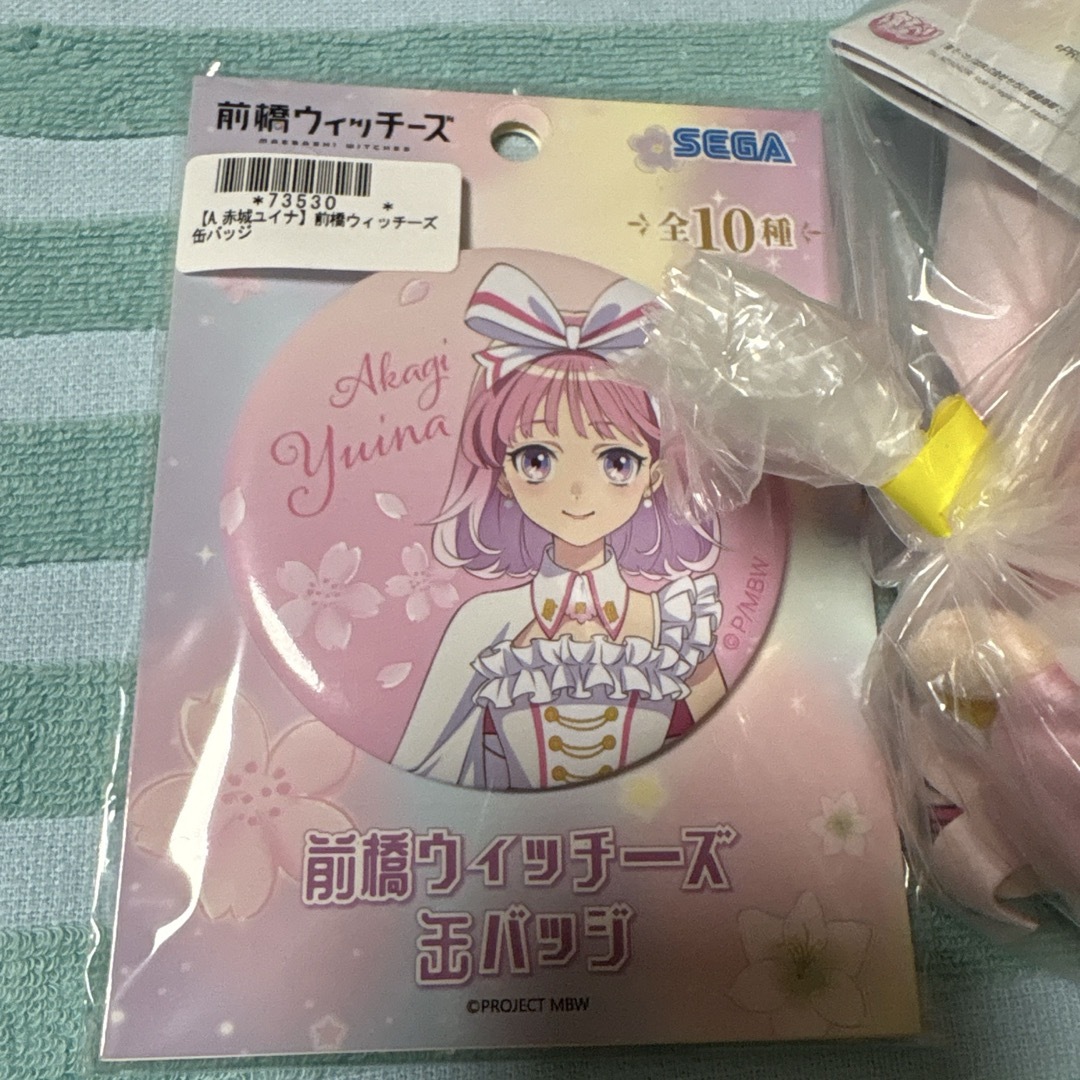 前橋ウィッチーズ
MAEBASHI WITCHES
SEGA
*73530 *
【A 赤城ユイナ】前橋ウィッチーズ
缶バッジ
全10種
Akagi
Yuina
©P/MBW
前橋ウィッチーズ
缶バッジ
©PROJECT MBW